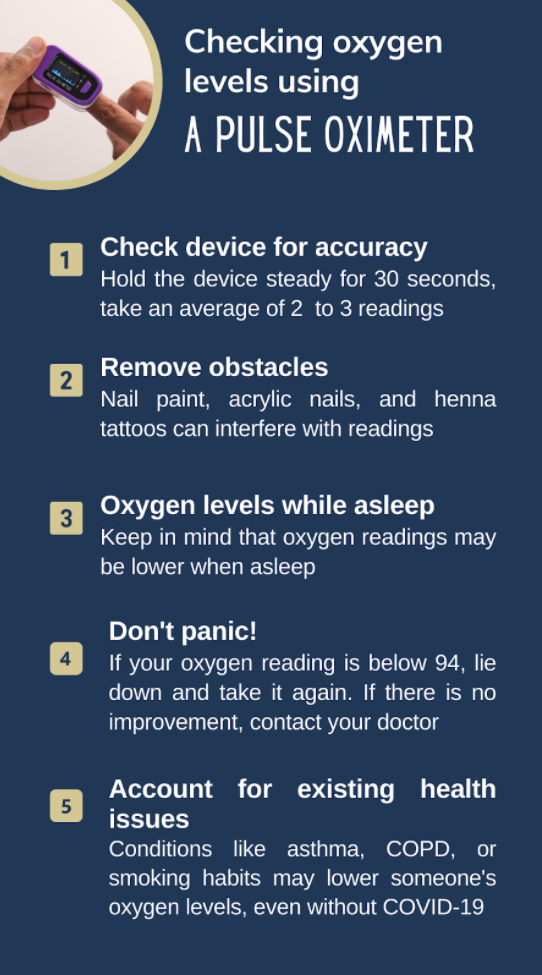 Checking oxygen
levels using
A PULSE OXIMETER
1
Check device for accuracy
Hold the device steady for 30 seconds,
take an average of 2 to 3 readings
2
Remove obstacles
Nail paint, acrylic nails, and henna
tattoos can interfere with readings
3
Oxygen levels while asleep
Keep in mind that oxygen readings may
be lower when asleep
4
Don't panic!
If your oxygen reading is below 94, lie
down and take it again. If there is no
improvement, contact your doctor
5
Account for existing health
issues
Conditions like asthma, COPD, or
smoking habits may lower someone's
oxygen levels, even without COVID-19